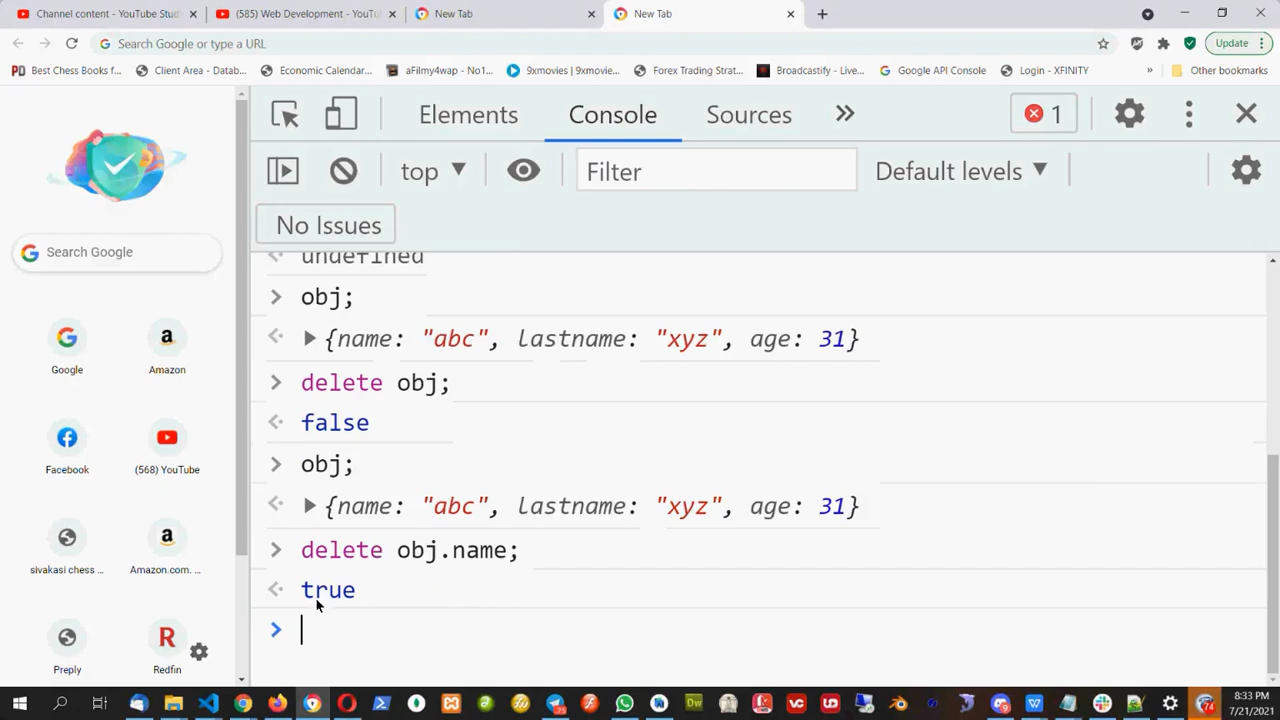 Channel content - YouTube Stud
(585) Web Development - YouTu
New Tab
New Tab
Search Google or type a URL
Update
Best Chess Books f...
Client Area - Datab...
Economic Calendar...
aFilmy4wap - No1...
9xmovies | 9xmovie...
Forex Trading Strat...
Broadcastify - Live...
Google API Console
Login - XFINITY
»
Other bookmarks
Elements
Console
Sources
1
top
Filter
Default levels
No Issues
Search Google
Google
Amazon
Facebook
(568) YouTube
sivakasi chess ...
Amazon.com. ...
Preply
R
Redfin
undefined
obj;
{name: "abc", lastname: "xyz", age: 31}
delete obj;
false
obj;
{name: "abc", lastname: "xyz", age: 31}
delete obj.name;
true
8:33 PM
7/21/2021